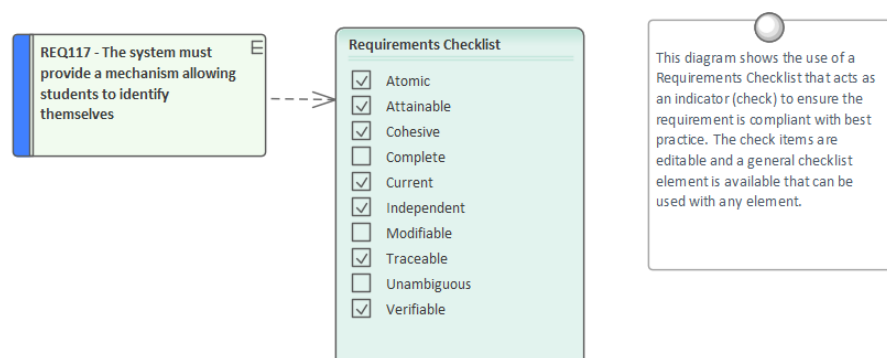 REQ117 - The system must
provide a mechanism allowing
students to identify
themselves
Requirements Checklist
Atomic
Attainable
Cohesive
Complete
Current
Independent
Modifiable
Traceable
Unambiguous
Verifiable
This diagram shows the use of a
Requirements Checklist that acts as
an indicator (check) to ensure the
requirement is compliant with best
practice. The check items are
editable and a general checklist
element is available that can be
used with any element.